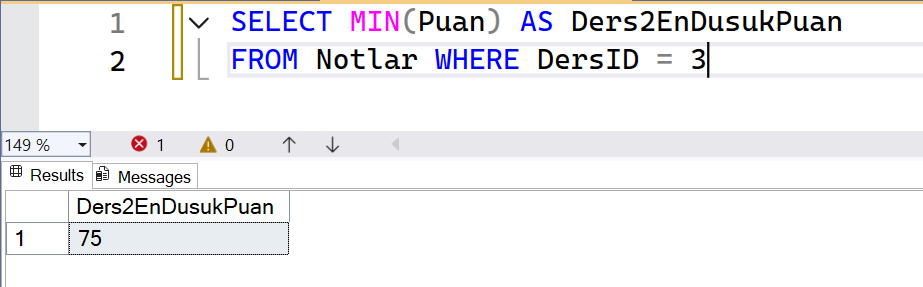 1 SELECT MIN(Puan) AS Ders2EnDusukPuan
2 FROM Notlar WHERE DersID = 3
149 % 1 0
Results Messages
Ders2EnDusukPuan
1 75